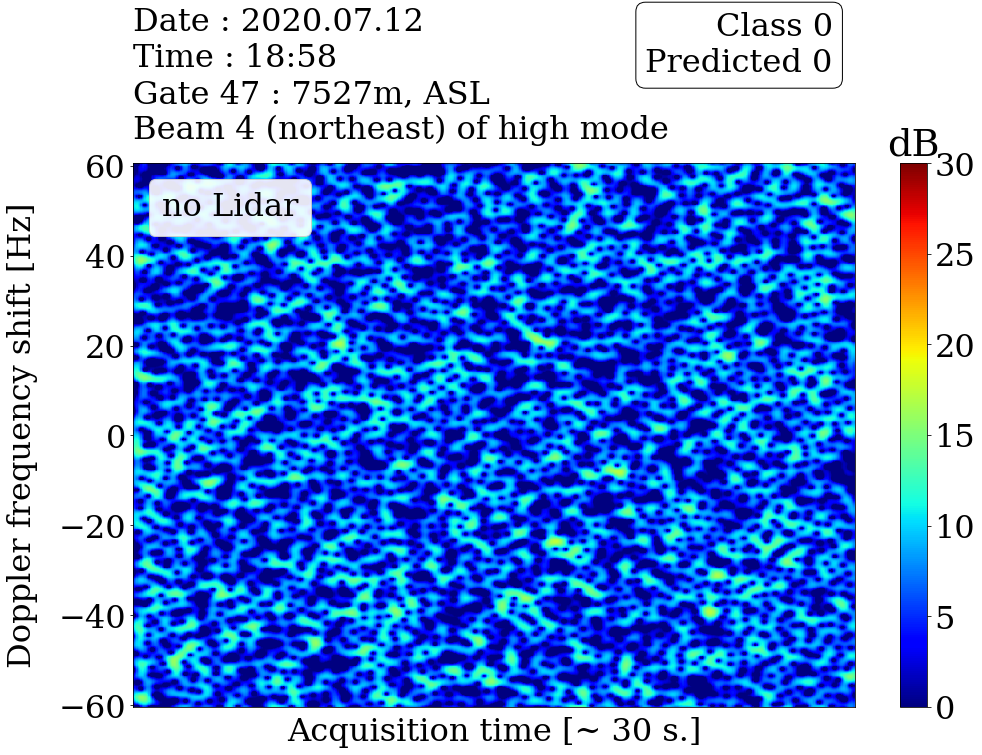 Date : 2020.07.12
Time : 18:58
Gate 47 : 7527m, ASL
Beam 4 (northeast) of high mode
Class 0
Predicted 0
dB
no Lidar
Doppler frequency shift [Hz]
60
40
20
0
−20
−40
−60
Acquisition time [~ 30 s.]
30
25
20
15
10
5
0